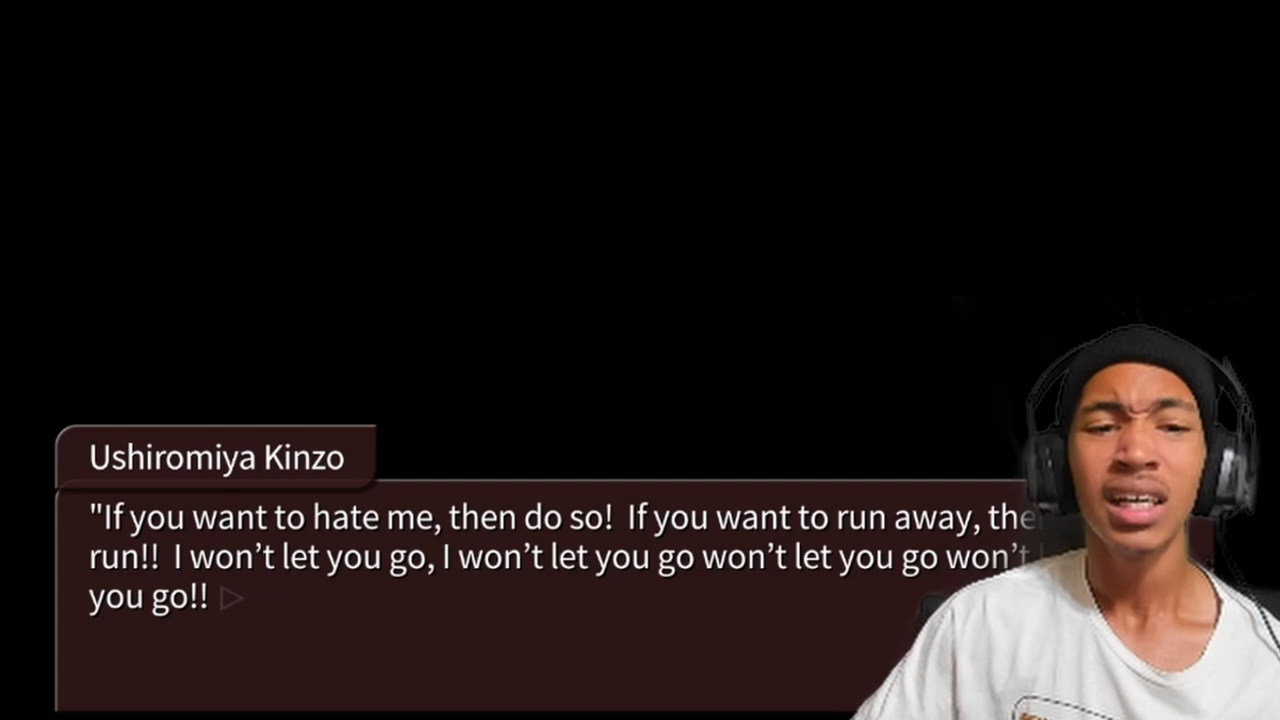 Ushiromiya Kinzo
"If you want to hate me, then do so!  If you want to run away,
run!!  I won’t let you go, I won’t let you go won’t let you go won’t
you go!!